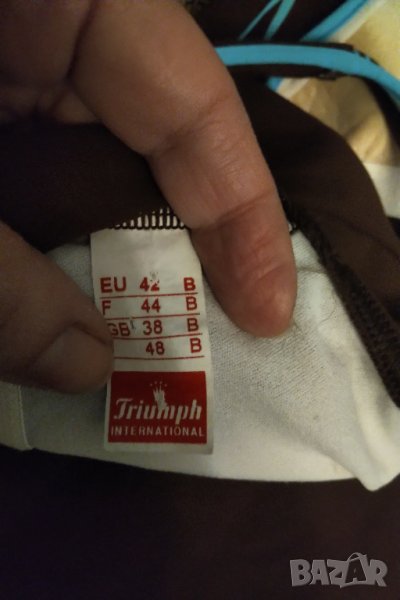 EU 42 B
F 44 B
GB 38 B
48 B
Triumph
INTERNATIONAL
BAZAR